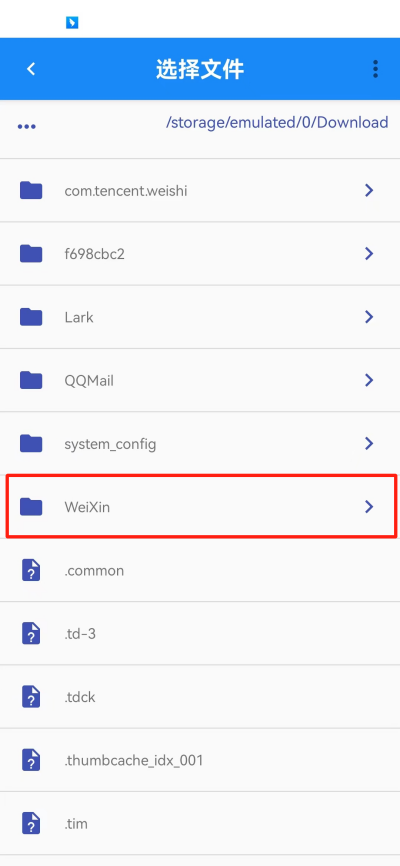 选择文件
/storage/emulated/0/Download
com.tencent.weishi
f698cbc2
Lark
QQMail
system_config
WeiXin
.common
.td-3
.tdck
.thumbcache_idx_001
.tim